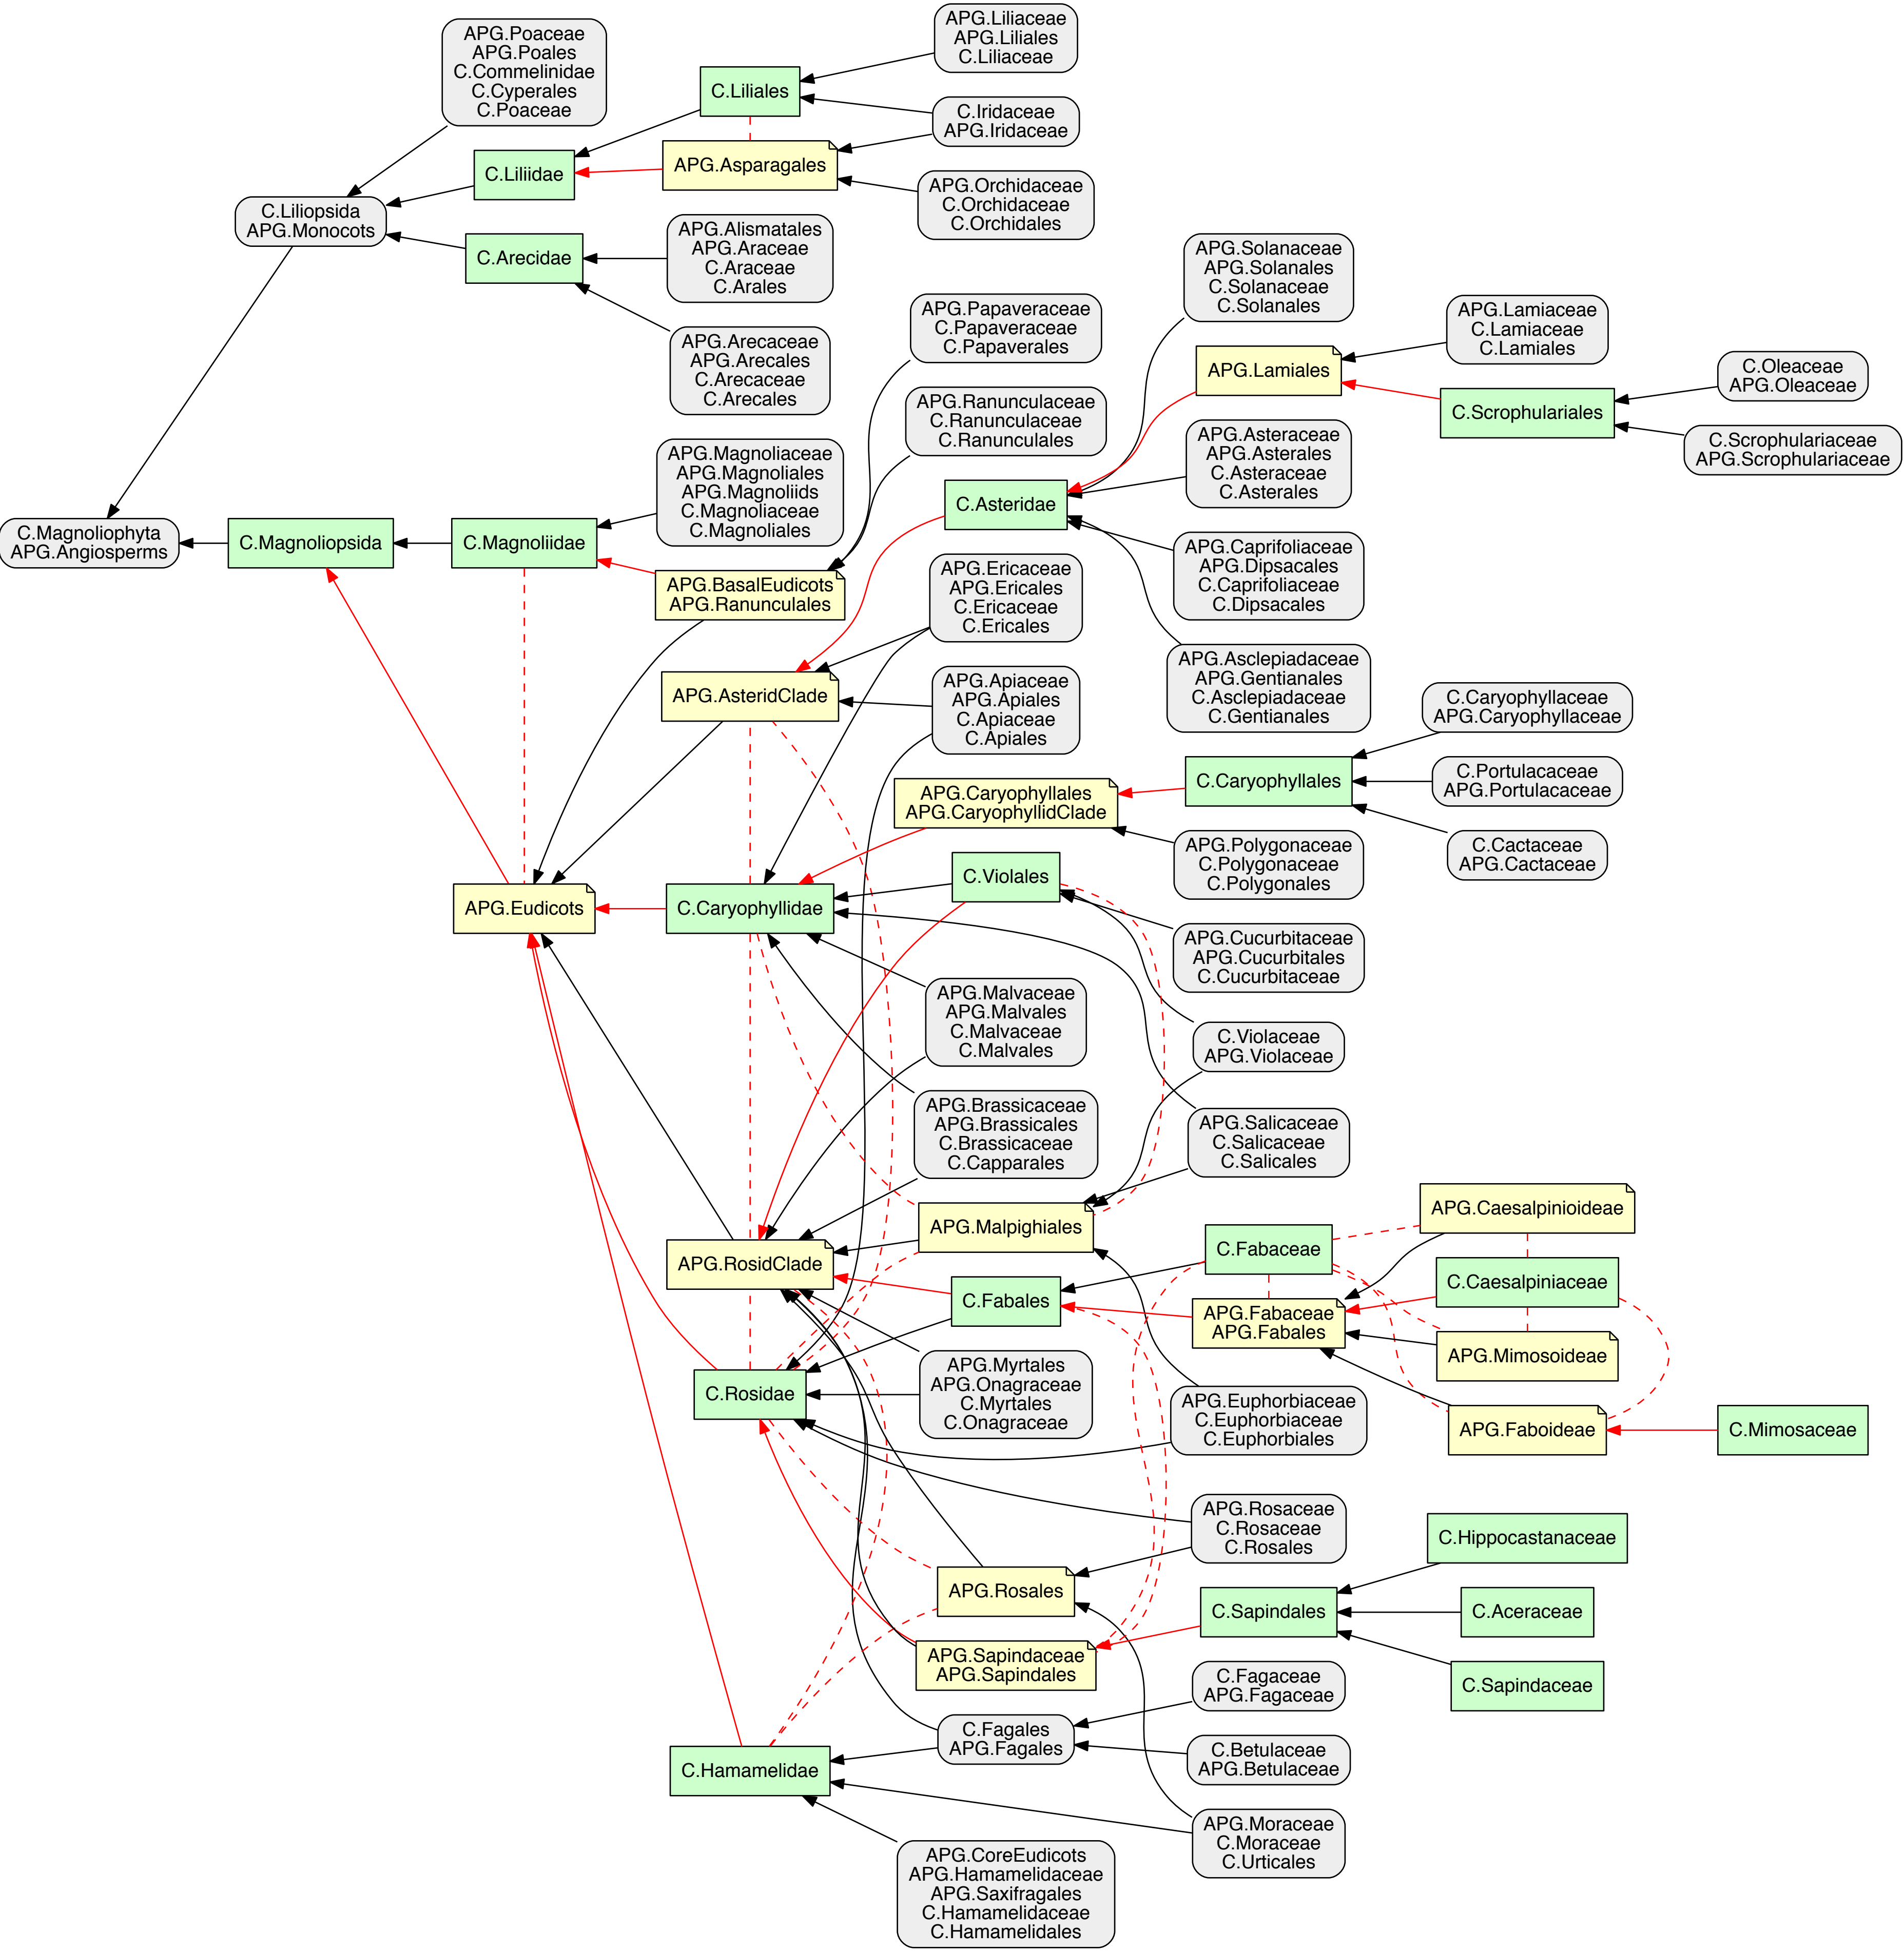 APG.Poaceae
APG.Poales
C.Commelinidae
C.Cyperales
C.Poaceae
APG.Liliaceae
APG.Liliales
C.Liliaceae
C.Liliales
C.Iridaceae
APG.Iridaceae
APG.Asparagales
C.Liliidae
APG.Orchidaceae
C.Orchidaceae
C.Orchidales
C.Liliopsida
APG.Monocots
C.Arecidae
APG.Alismatales
APG.Araceae
C.Araceae
C.Arales
APG.Arecaceae
APG.Arecales
C.Arecaceae
C.Arecales
APG.Papaveraceae
C.Papaveraceae
C.Papaverales
APG.Solanaceae
APG.Solanales
C.Solanaceae
C.Solanales
APG.Lamiaceae
C.Lamiaceae
C.Lamiales
APG.Lamiales
C.Oleaceae
APG.Oleaceae
C.Scrophulariales
C.Scrophulariaceae
APG.Scrophulariaceae
APG.Ranunculaceae
C.Ranunculaceae
C.Ranunculales
APG.Asteraceae
APG.Asterales
C.Asteraceae
C.Asterales
C.Asteridae
APG.Magnoliaceae
APG.Magnoliales
APG.Magnoliids
C.Magnoliaceae
C.Magnoliales
C.Magnoliophyta
APG.Angiosperms
C.Magnoliopsida
C.Magnoliidae
APG.BasalEudicots
APG.Ranunculales
APG.Caprifoliaceae
APG.Dipsacales
C.Caprifoliaceae
C.Dipsacales
APG.Ericaceae
APG.Ericales
C.Ericaceae
C.Ericales
APG.AsteridClade
APG.Asclepiadaceae
APG.Gentianales
C.Asclepiadaceae
C.Gentianales
APG.Apiaceae
APG.Apiales
C.Apiaceae
C.Apiales
C.Caryophyllaceae
APG.Caryophyllaceae
C.Caryophyllales
C.Portulacaceae
APG.Portulacaceae
APG.Caryophyllales
APG.CaryophyllidClade
C.Cactaceae
APG.Cactaceae
APG.Polygonaceae
C.Polygonaceae
C.Polygonales
C.Violales
APG.Eudicots
C.Caryophyllidae
APG.Cucurbitaceae
APG.Cucurbitales
C.Cucurbitaceae
APG.Malvaceae
APG.Malvales
C.Malvaceae
C.Malvales
C.Violaceae
APG.Violaceae
APG.Brassicaceae
APG.Brassicales
C.Brassicaceae
C.Capparales
APG.Salicaceae
C.Salicaceae
C.Salicales
APG.Malpighiales
APG.Caesalpinioideae
C.Fabaceae
APG.RosidClade
C.Caesalpiniaceae
C.Fabales
APG.Fabaceae
APG.Fabales
APG.Mimosoideae
C.Rosidae
APG.Myrtales
APG.Onagraceae
C.Myrtales
C.Onagraceae
APG.Euphorbiaceae
C.Euphorbiaceae
C.Euphorbiales
APG.Faboideae
C.Mimosaceae
APG.Rosaceae
C.Rosaceae
C.Rosales
C.Hippocastanaceae
APG.Rosales
C.Sapindales
C.Aceraceae
APG.Sapindaceae
APG.Sapindales
C.Sapindaceae
C.Fagaceae
APG.Fagaceae
C.Fagales
APG.Fagales
C.Betulaceae
APG.Betulaceae
C.Hamamelidae
APG.Moraceae
C.Moraceae
C.Urticales
APG.CoreEudicots
APG.Hamamelidaceae
APG.Saxifragales
C.Hamamelidaceae
C.Hamamelidales